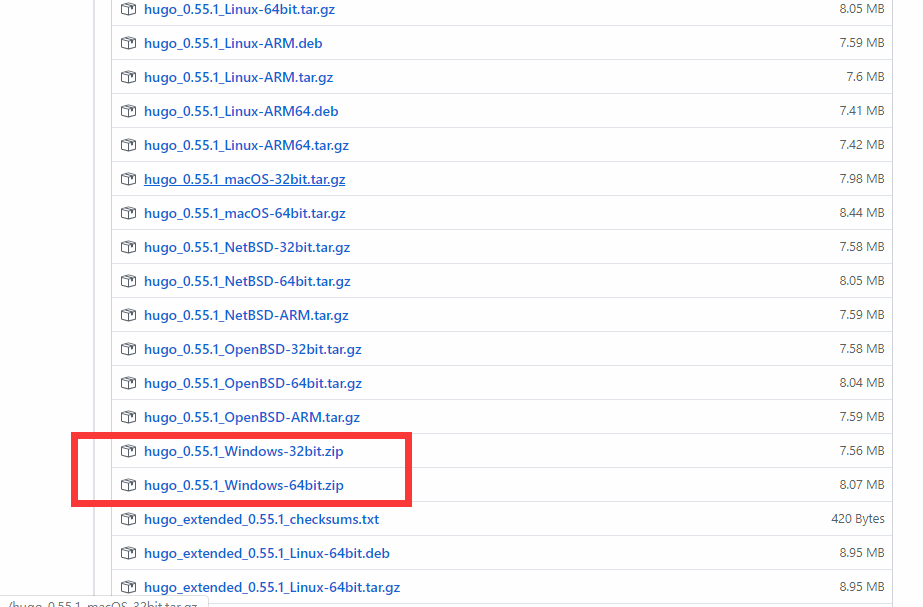 hugo_0.55.1_Linux-64bit.tar.gz 8.05 MB
hugo_0.55.1_Linux-ARM.deb 7.59 MB
hugo_0.55.1_Linux-ARM.tar.gz 7.6 MB
hugo_0.55.1_Linux-ARM64.deb 7.41 MB
hugo_0.55.1_Linux-ARM64.tar.gz 7.42 MB
hugo_0.55.1_macOS-32bit.tar.gz 7.98 MB
hugo_0.55.1_macOS-64bit.tar.gz 8.44 MB
hugo_0.55.1_NetBSD-32bit.tar.gz 7.58 MB
hugo_0.55.1_NetBSD-64bit.tar.gz 8.05 MB
hugo_0.55.1_NetBSD-ARM.tar.gz 7.59 MB
hugo_0.55.1_OpenBSD-32bit.tar.gz 7.58 MB
hugo_0.55.1_OpenBSD-64bit.tar.gz 8.04 MB
hugo_0.55.1_OpenBSD-ARM.tar.gz 7.59 MB
hugo_0.55.1_Windows-32bit.zip 7.56 MB
hugo_0.55.1_Windows-64bit.zip 8.07 MB
hugo_extended_0.55.1_checksums.txt 420 Bytes
hugo_extended_0.55.1_Linux-64bit.deb 8.95 MB
hugo_extended_0.55.1_Linux-64bit.tar.gz 8.95 MB
/hugo_0.55.1_macOS-32bit.tar.gz